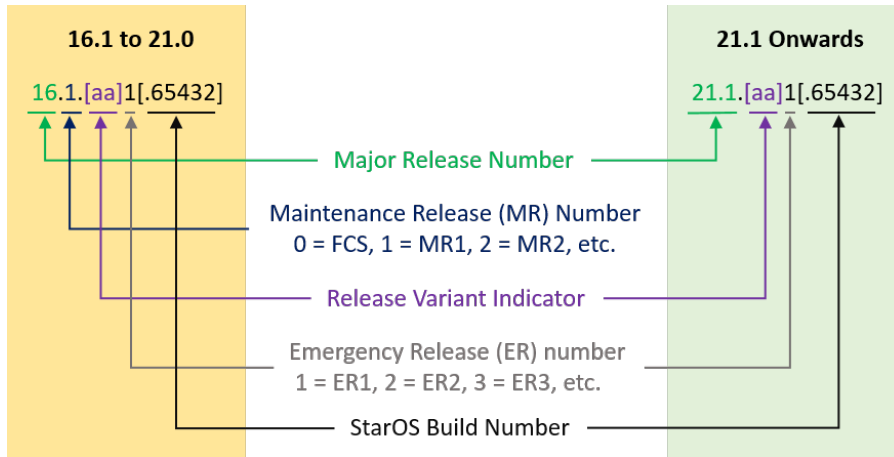 16.1 to 21.0
21.1 Onwards
16.1.[aa]1[.65432]
21.1.[aa]1[.65432]
Major Release Number
Maintenance Release (MR) Number
0 = FCS, 1 = MR1, 2 = MR2, etc.
Release Variant Indicator
Emergency Release (ER) number
1 = ER1, 2 = ER2, 3 = ER3, etc.
StarOS Build Number